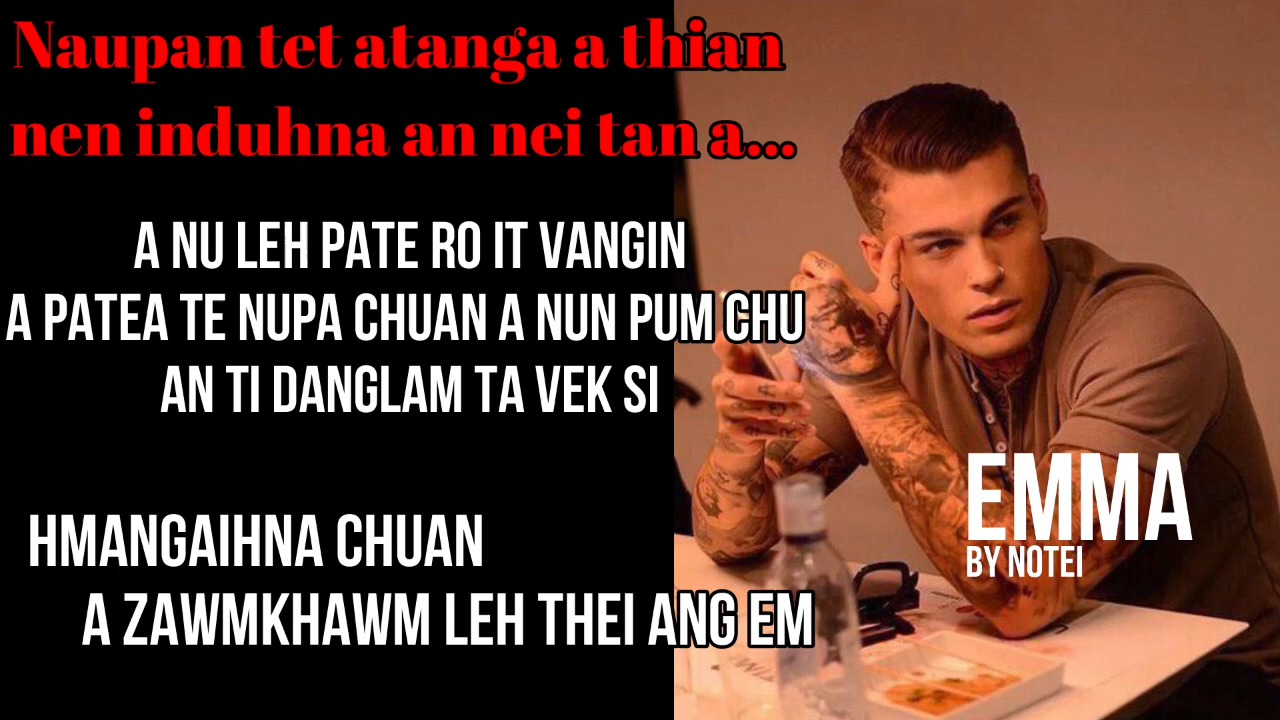 Naupan tet atanga a thian
nen induhna an nei tan a...
A NU LEH PATE RO IT VANGIN
A PATEA TE NUPA CHUAN A NUN PUM CHU
AN TI DANGLAM TA VEK SI
HMANGAIHNA CHUAN
A ZAWMKHAWM LEH THEI ANG EM
EMMA
BY NOTEI